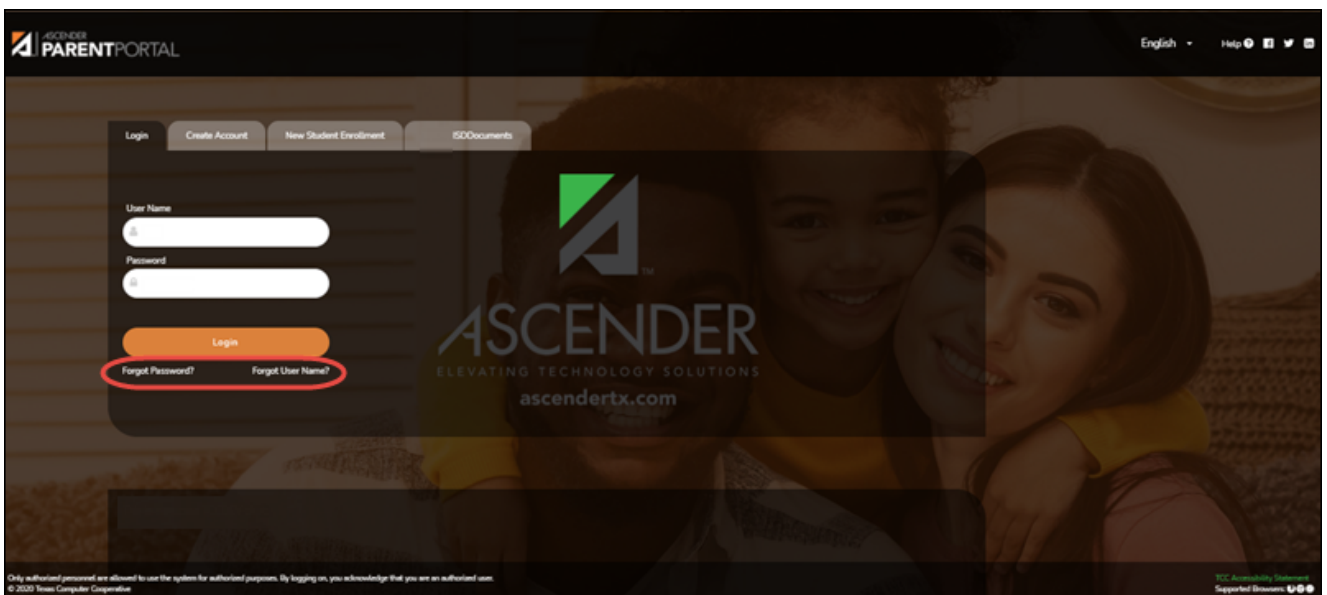 ASCENDER
PARENTPORTAL
English
Help
Login
Create Account
New Student Enrollment
ISDDocuments
User Name
Password
Login
Forgot Password?
Forgot User Name?
ASCENDER
TM
ELEVATING TECHNOLOGY SOLUTIONS
ascendertx.com
Only authorized personnel are allowed to use the system for authorized purposes. By logging on, you acknowledge that you are an authorized user.
© 2020 Texas Computer Cooperative
TCC Accessibility Statement
Supported Browsers: